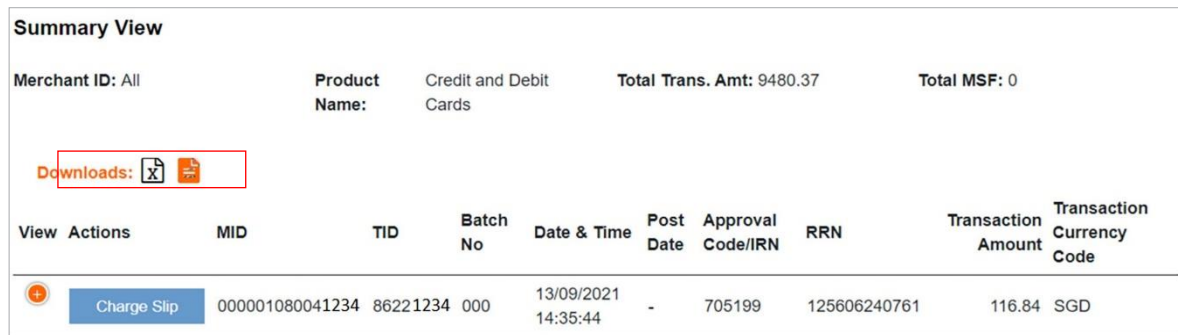 Summary View
Merchant ID: All Product Name: Credit and Debit Cards Total Trans. Amt: 9480.37 Total MSF: 0
Downloads:
View Actions MID TID Batch No Date & Time Post Date Approval Code/IRN RRN Transaction Amount Transaction Currency Code
Charge Slip 000001080041234 86221234 000 13/09/2021 14:35:44 - 705199 125606240761 116.84 SGD